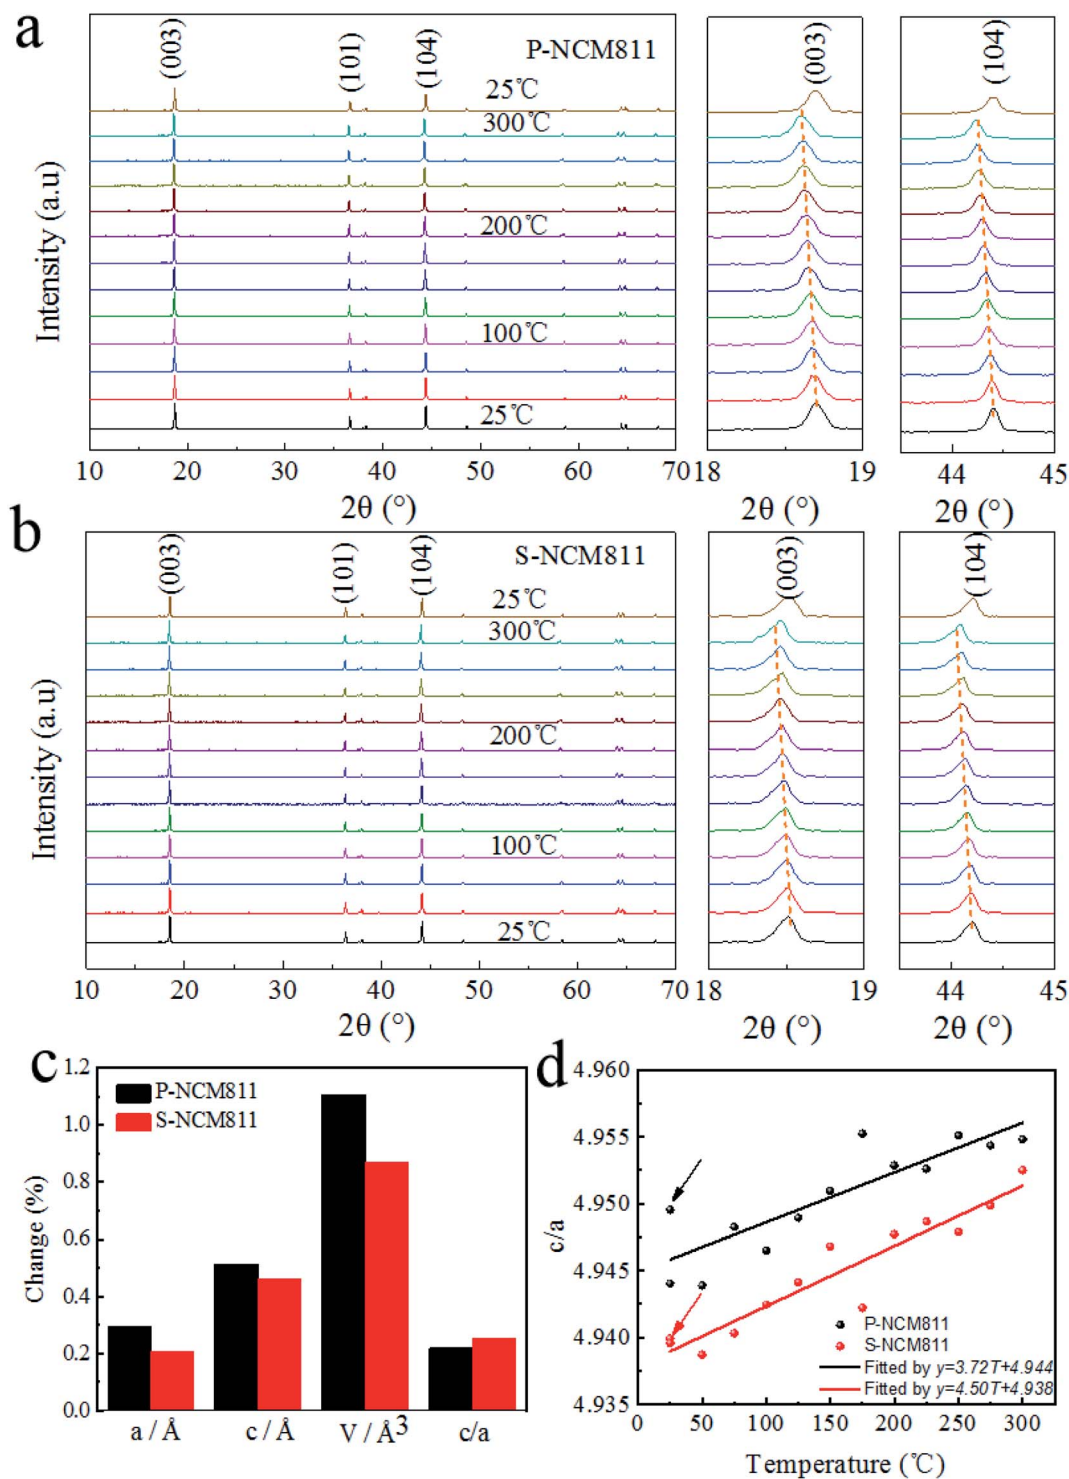 a
P-NCM811
(003)
(101)
(104)
25℃
300℃
200℃
100℃
25℃
Intensity (a.u)
10 20 30 40 50 60 70
2θ (°)
(003)
18 19
2θ (°)
(104)
44 45
2θ (°)
b
S-NCM811
(003)
(101)
(104)
25℃
300℃
200℃
100℃
25℃
Intensity (a.u)
10 20 30 40 50 60 70
2θ (°)
(003)
18 19
2θ (°)
(104)
44 45
2θ (°)
c
P-NCM811
S-NCM811
Change (%)
1.2
1.0
0.8
0.6
0.4
0.2
0.0
a / Å c / Å V / Å3 c/a
d
c/a
4.960
4.955
4.950
4.945
4.940
4.935
P-NCM811
S-NCM811
Fitted by y=3.72T+4.944
Fitted by y=4.50T+4.938
0 50 100 150 200 250 300
Temperature (℃)